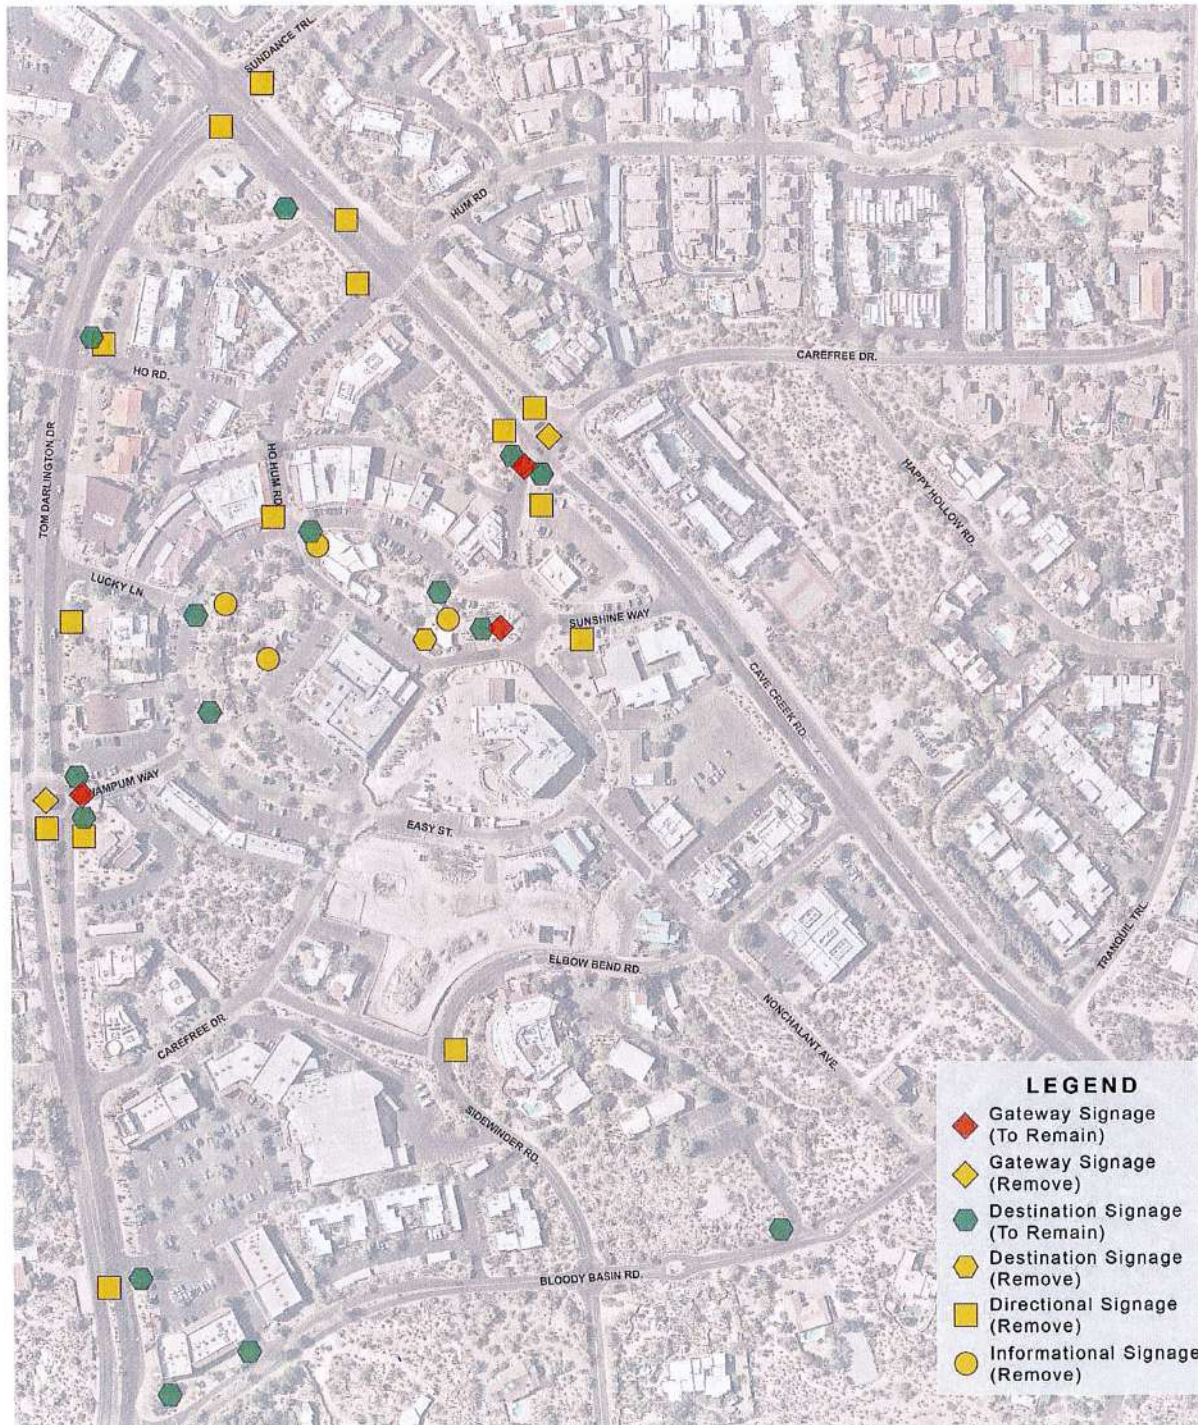 SUNDANCE TRL.
HUM RD
CAREFREE DR.
HO RD.
TOM DARLINGTON DR
HO HUM RD
HAPPY HOLLOW RD.
LUCKY LN
SUNSHINE WAY
CAVE CREEK RD.
WAMPUM WAY
EASY ST.
TRANQUIL TRL.
ELBOW BEND RD.
NONCHALANT AVE.
CAREFREE DR.
SIDEWINDER RD.
BLOODY BASIN RD.
LEGEND
Gateway Signage
(To Remain)
Gateway Signage
(Remove)
Destination Signage
(To Remain)
Destination Signage
(Remove)
Directional Signage
(Remove)
Informational Signage
(Remove)